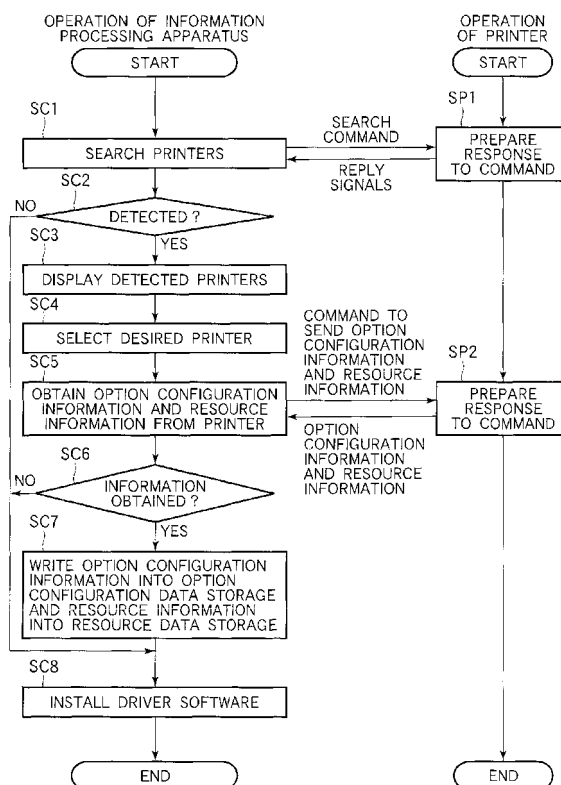 OPERATION OF INFORMATION
PROCESSING APPARATUS
OPERATION
OF PRINTER
START
START
SC1
SEARCH PRINTERS
SEARCH
COMMAND
REPLY
SIGNALS
SP1
PREPARE
RESPONSE
TO COMMAND
SC2
NO
DETECTED ?
YES
SC3
DISPLAY DETECTED PRINTERS
SC4
SELECT DESIRED PRINTER
SC5
OBTAIN OPTION CONFIGURATION
INFORMATION AND RESOURCE
INFORMATION FROM PRINTER
COMMAND TO
SEND OPTION
CONFIGURATION
INFORMATION
AND RESOURCE
INFORMATION
OPTION
CONFIGURATION
INFORMATION
AND RESOURCE
INFORMATION
SP2
PREPARE
RESPONSE
TO COMMAND
SC6
NO
INFORMATION
OBTAINED ?
YES
SC7
WRITE OPTION CONFIGURATION
INFORMATION INTO OPTION
CONFIGURATION DATA STORAGE
AND RESOURCE INFORMATION
INTO RESOURCE DATA STORAGE
SC8
INSTALL DRIVER SOFTWARE
END
END